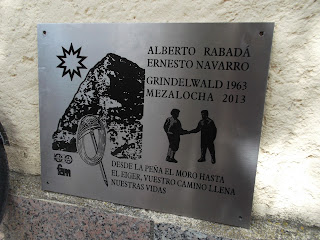 ALBERTO RABADÁ
ERNESTO NAVARRO
GRINDELWALD 1963
MEZALOCHA 2013
DESDE LA PEÑA EL MORO HASTA
EL EIGER, VUESTRO CAMINO LLENA
NUESTRAS VIDAS